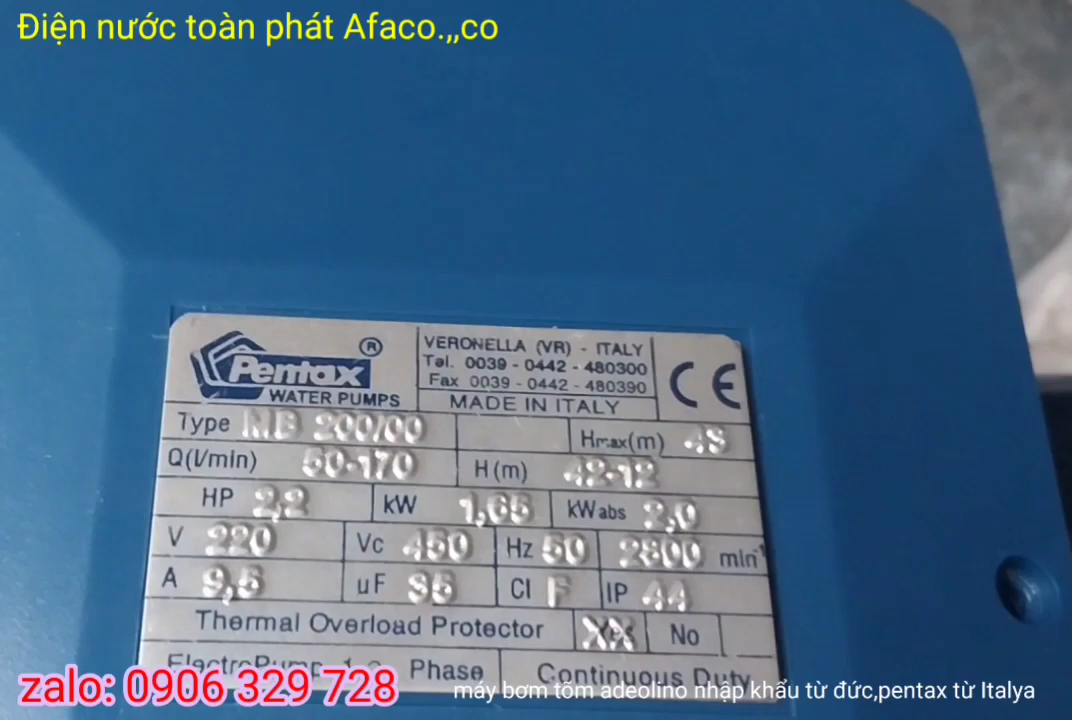 Điện nước toàn phát Afaco.,,co
Pentax ®
WATER PUMPS
VERONELLA (VR) - ITALY
Tel. 0039 - 0442 - 480300
Fax 0039 - 0442 - 480390
MADE IN ITALY
CE
Type MB 200/00 Hmax(m) 48
Q(l/min) 50-170 H(m) 42-12
HP 2,2 kW 1,65 kWabs 2,0
V 220 Vc 450 Hz 50 2800 min-1
A 9,5 uF 35 Cl F IP 44
Thermal Overload Protector Yes No
ElectroPump Phase Continuous Duty
zalo: 0906 329 728
máy bơm tõm adeolino nhập khẩu từ đức,pentax từ Italya